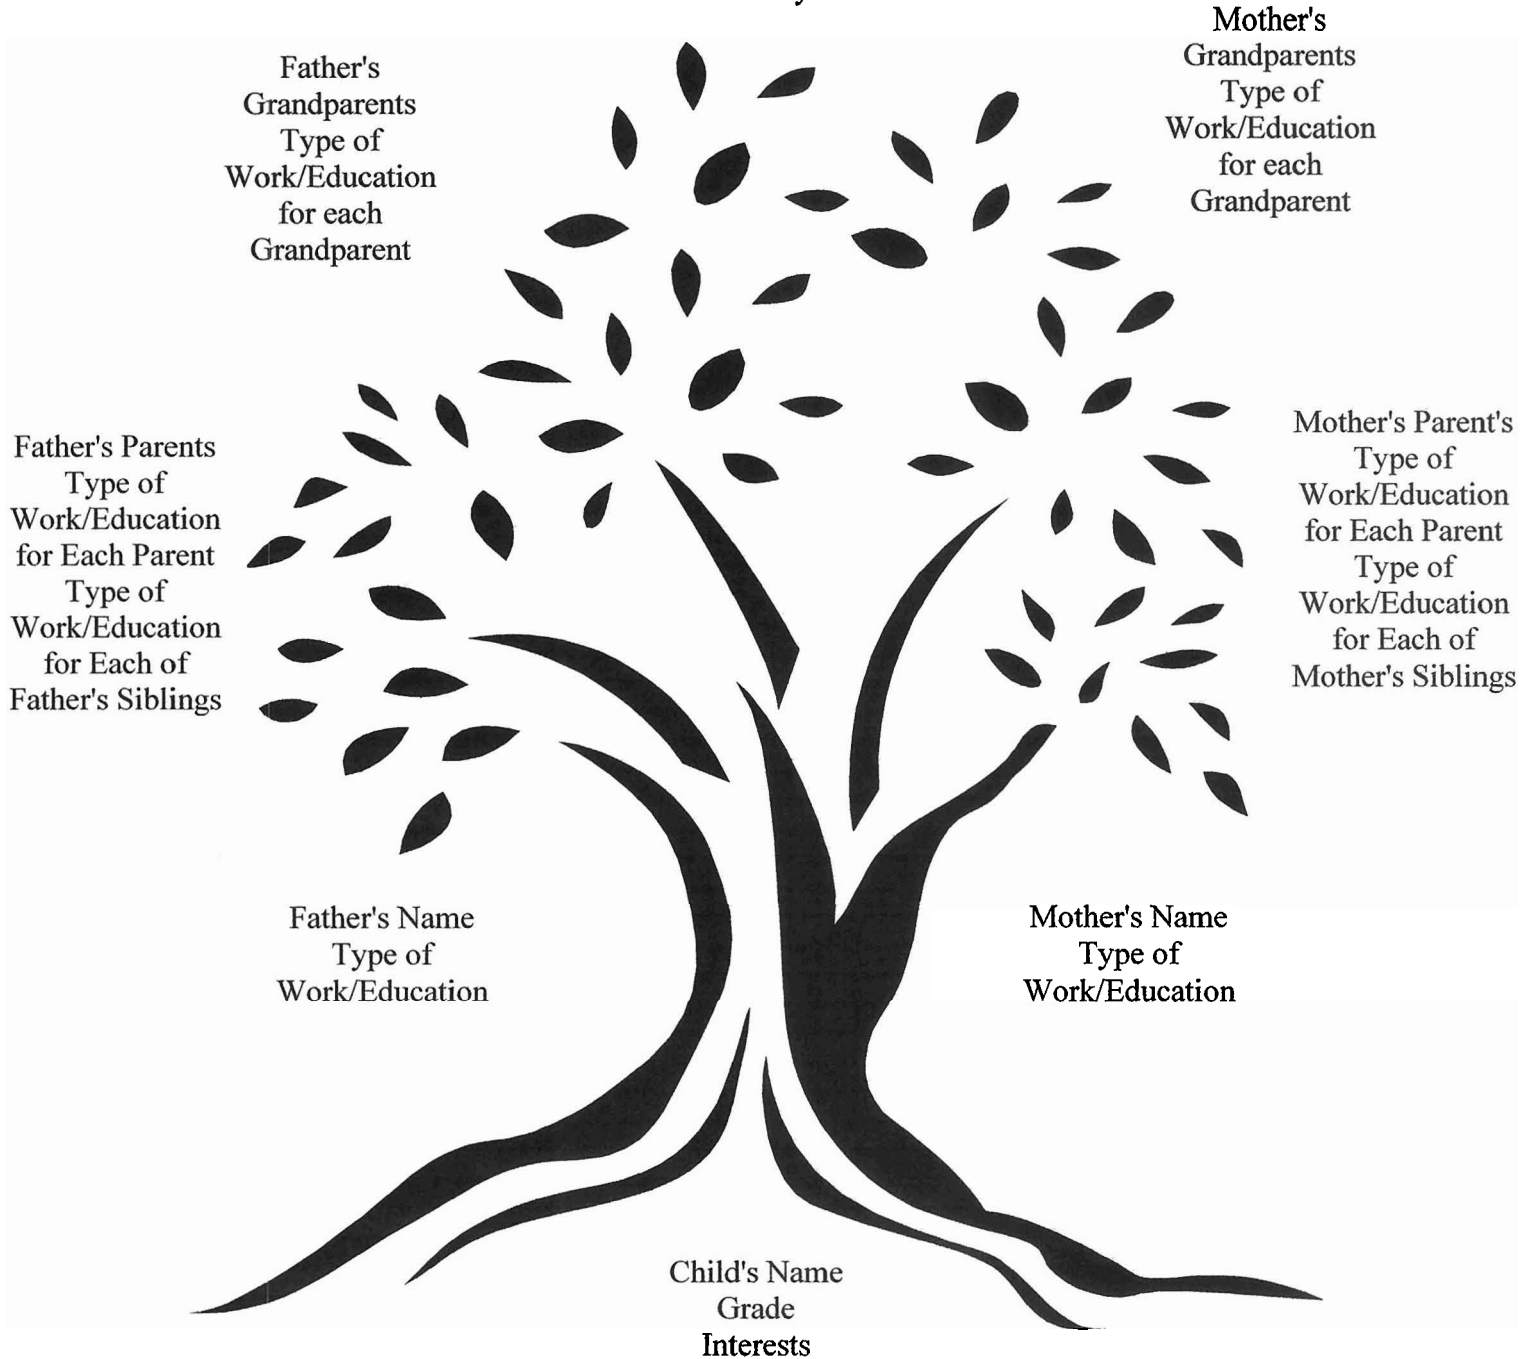 Father's
Grandparents
Type of
Work/Education
for each
Grandparent
Mother's
Grandparents
Type of
Work/Education
for each
Grandparent
Father's Parents
Type of
Work/Education
for Each Parent
Type of
Work/Education
for Each of
Father's Siblings
Mother's Parent's
Type of
Work/Education
for Each Parent
Type of
Work/Education
for Each of
Mother's Siblings
Father's Name
Type of
Work/Education
Mother's Name
Type of
Work/Education
Child's Name
Grade
Interests